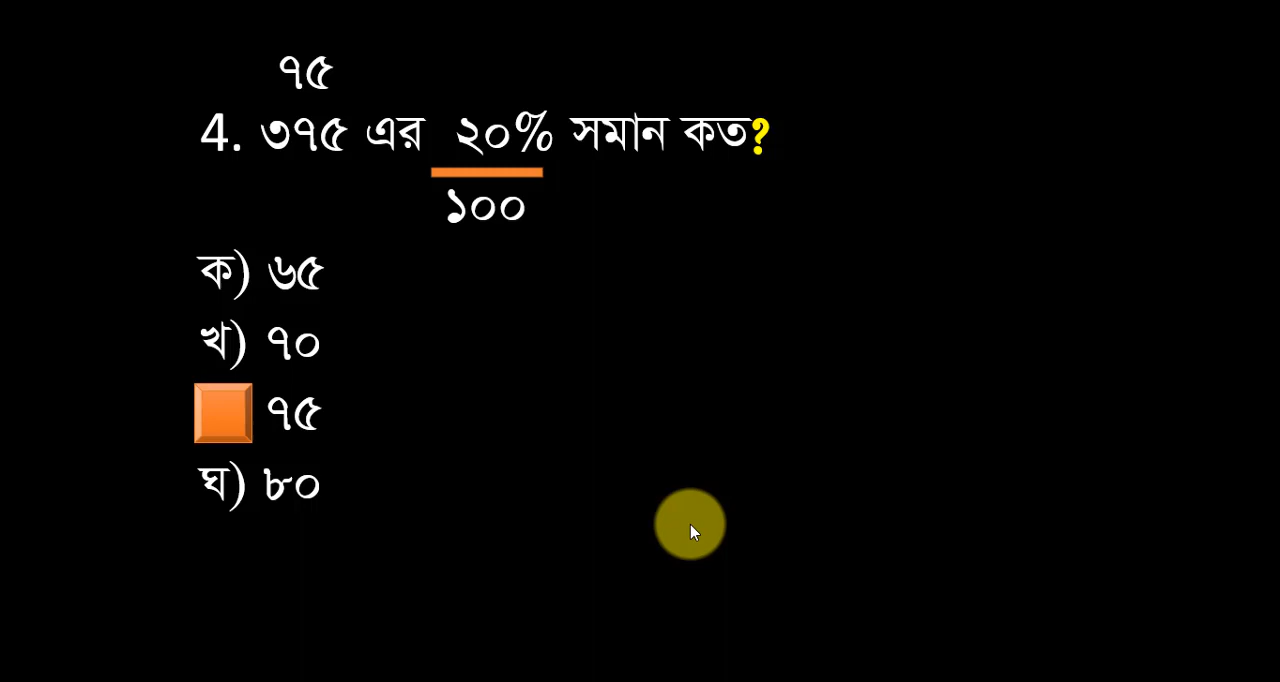 ৭৫
4. ৩৭৫ এর ২০% সমান কত?
১০০
ক) ৬৫
খ) ৭০
৭৫
ঘ) ৮০